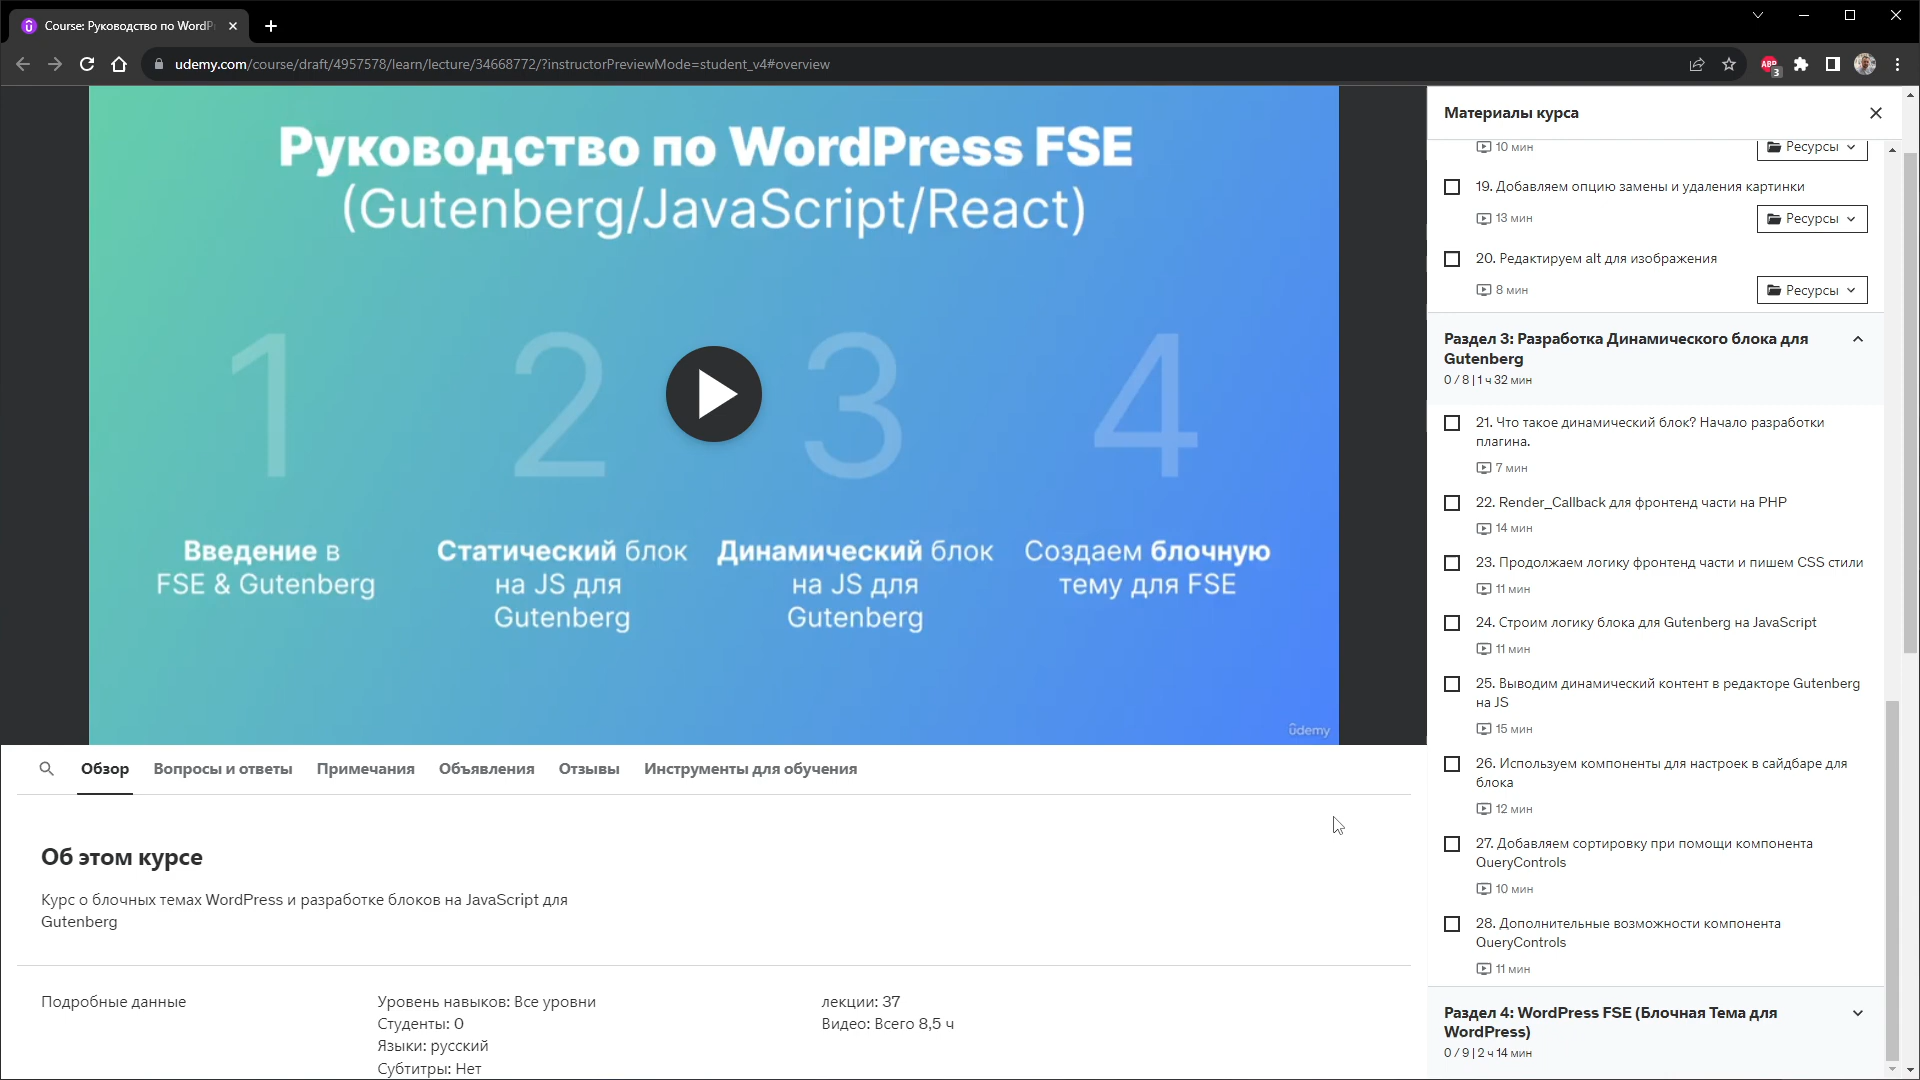 Course: Руководство по WordP
udemy.com/course/draft/4957578/learn/lecture/34668772/?instructorPreviewMode=student_v4#overview
ABP
3
Руководство по WordPress FSE
(Gutenberg/JavaScript/React)
1
2
3
4
Введение в
FSE & Gutenberg
Статический блок
на JS для
Gutenberg
Динамический блок
на JS для
Gutenberg
Создаем блочную
тему для FSE
ûdemy
Обзор
Вопросы и ответы
Примечания
Объявления
Отзывы
Инструменты для обучения
Об этом курсе
Курс о блочных темах WordPress и разработке блоков на JavaScript для
Gutenberg
Подробные данные
Уровень навыков: Все уровни
Студенты: 0
Языки: русский
Субтитры: Нет
лекции: 37
Видео: Всего 8,5 ч
Материалы курса
10 мин
Ресурсы
19. Добавляем опцию замены и удаления картинки
13 мин
Ресурсы
20. Редактируем alt для изображения
8 мин
Ресурсы
Раздел 3: Разработка Динамического блока для
Gutenberg
0 / 8 | 1 ч 32 мин
21. Что такое динамический блок? Начало разработки
плагина.
7 мин
22. Render_Callback для фронтенд части на PHP
14 мин
23. Продолжаем логику фронтенд части и пишем CSS стили
11 мин
24. Строим логику блока для Gutenberg на JavaScript
11 мин
25. Выводим динамический контент в редакторе Gutenberg
на JS
15 мин
26. Используем компоненты для настроек в сайдбаре для
блока
12 мин
27. Добавляем сортировку при помощи компонента
QueryControls
10 мин
28. Дополнительные возможности компонента
QueryControls
11 мин
Раздел 4: WordPress FSE (Блочная Тема для
WordPress)
0 / 9 | 2 ч 14 мин